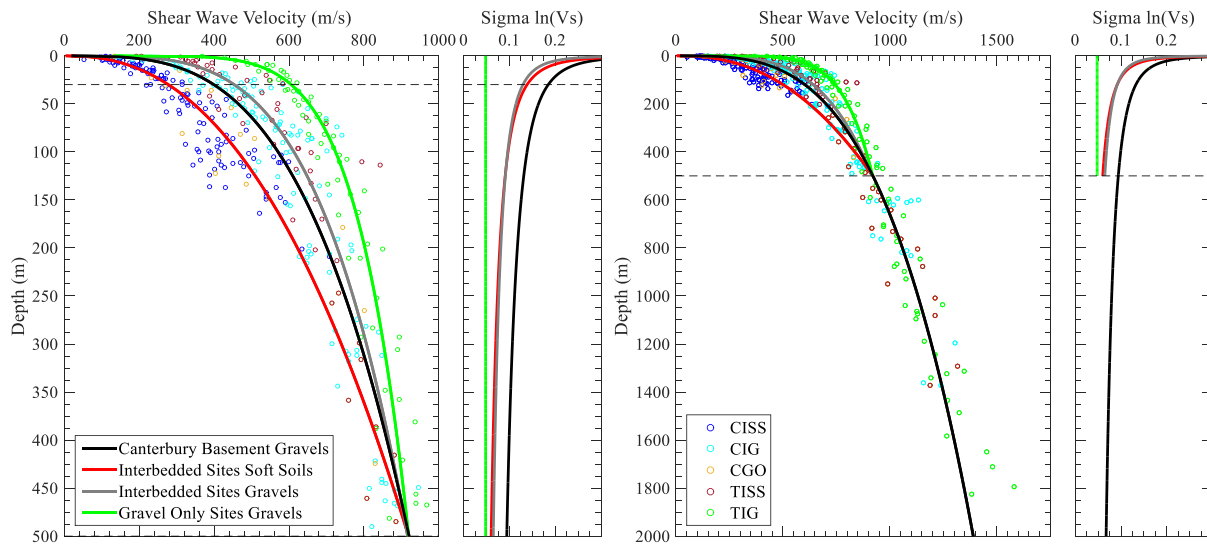 Shear Wave Velocity (m/s)
0 200 400 600 800 1000
Sigma ln(Vs)
0 0.1 0.2
Shear Wave Velocity (m/s)
0 500 1000 1500
Sigma ln(Vs)
0 0.1 0.2
Depth (m)
0
50
100
150
200
250
300
350
400
450
500
Canterbury Basement Gravels
Interbedded Sites Soft Soils
Interbedded Sites Gravels
Gravel Only Sites Gravels
Depth (m)
0
200
400
600
800
1000
1200
1400
1600
1800
2000
CISS
CIG
CGO
TISS
TIG